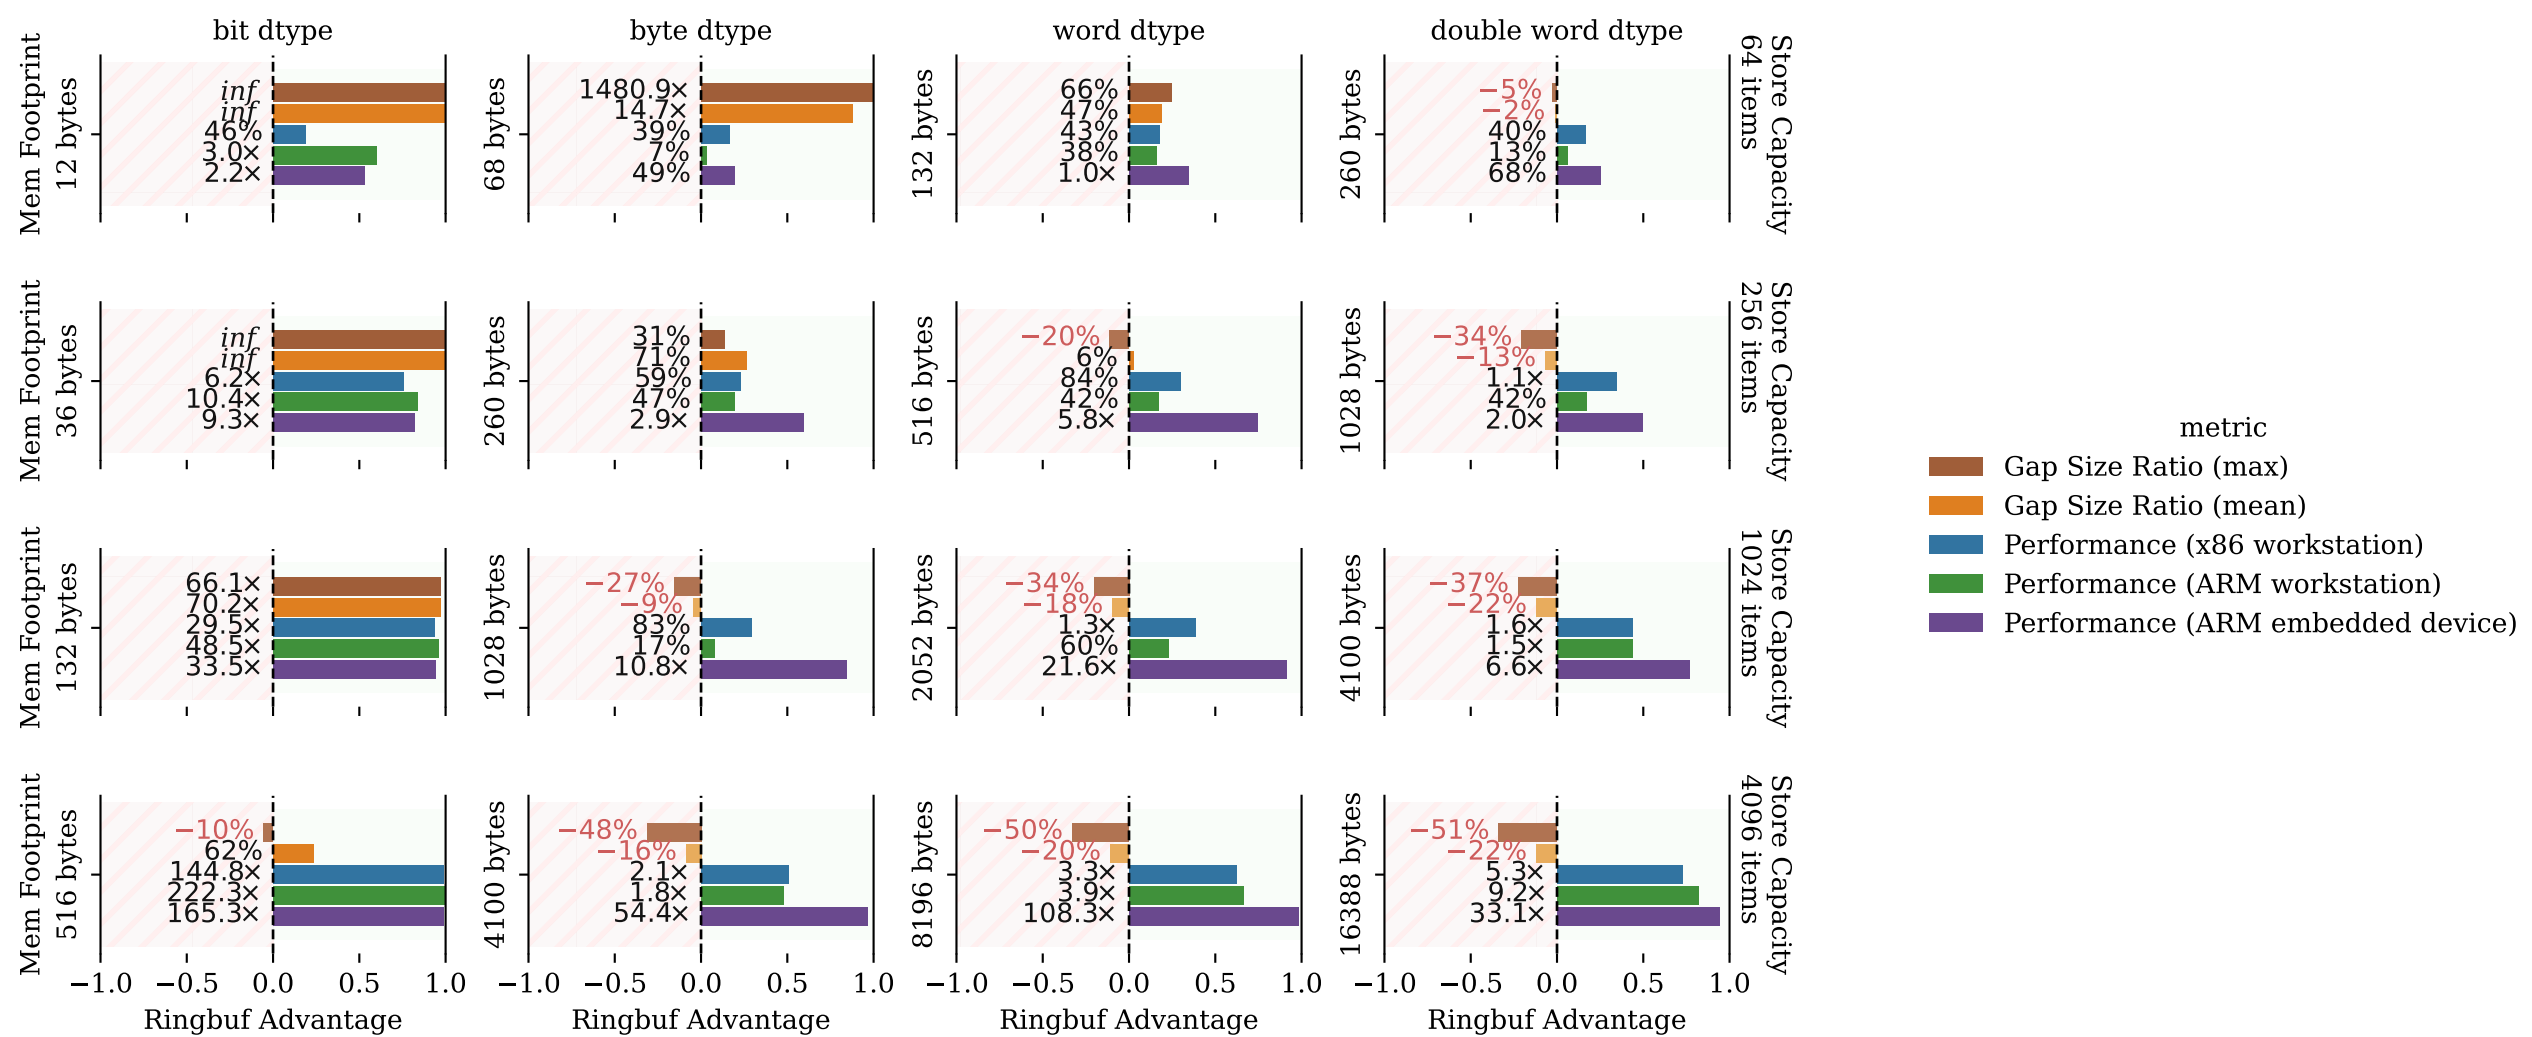 bit dtype
byte dtype
word dtype
double word dtype
Mem Footprint
12 bytes
inf
inf
46%
3.0×
2.2×
68 bytes
1480.9×
14.7×
39%
7%
49%
132 bytes
66%
47%
43%
38%
1.0×
260 bytes
−5%
−2%
40%
13%
68%
Store Capacity
64 items
Mem Footprint
36 bytes
inf
inf
6.2×
10.4×
9.3×
260 bytes
31%
71%
59%
47%
2.9×
516 bytes
−20%
6%
84%
42%
5.8×
1028 bytes
−34%
−13%
1.1×
42%
2.0×
Store Capacity
256 items
Mem Footprint
132 bytes
66.1×
70.2×
29.5×
48.5×
33.5×
1028 bytes
−27%
−9%
83%
17%
10.8×
2052 bytes
−34%
−18%
1.3×
60%
21.6×
4100 bytes
−37%
−22%
1.6×
1.5×
6.6×
Store Capacity
1024 items
Mem Footprint
516 bytes
−10%
62%
144.8×
222.3×
165.3×
4100 bytes
−48%
−16%
2.1×
1.8×
54.4×
8196 bytes
−50%
−20%
3.3×
3.9×
108.3×
16388 bytes
−51%
−22%
5.3×
9.2×
33.1×
Store Capacity
4096 items
−1.0 −0.5 0.0 0.5 1.0
−1.0 −0.5 0.0 0.5 1.0
−1.0 −0.5 0.0 0.5 1.0
−1.0 −0.5 0.0 0.5 1.0
Ringbuf Advantage
Ringbuf Advantage
Ringbuf Advantage
Ringbuf Advantage
metric
Gap Size Ratio (max)
Gap Size Ratio (mean)
Performance (x86 workstation)
Performance (ARM workstation)
Performance (ARM embedded device)